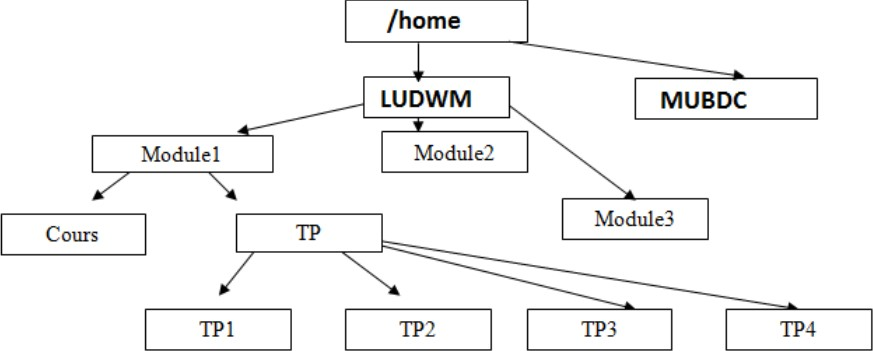 /home
LUDWM
MUBDC
Module1
Module2
Module3
Cours
TP
TP1
TP2
TP3
TP4